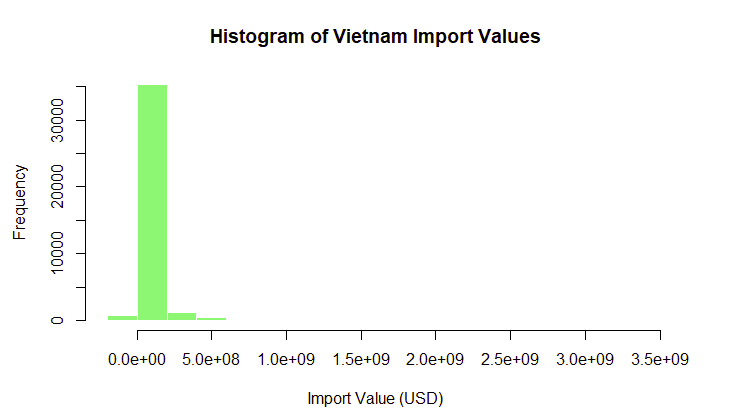 Histogram of Vietnam Import Values
Frequency
30000
20000
10000
0
0.0e+00 5.0e+08 1.0e+09 1.5e+09 2.0e+09 2.5e+09 3.0e+09 3.5e+09
Import Value (USD)